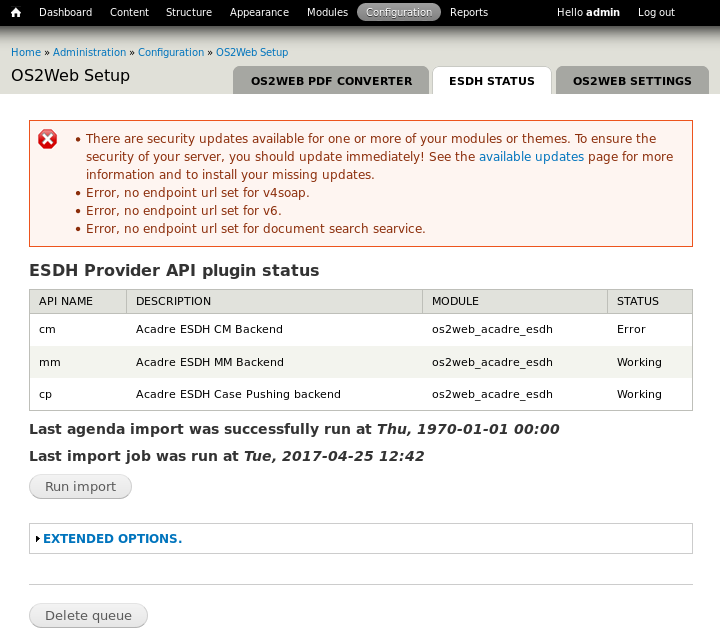 Dashboard Content Structure Appearance Modules Configuration Reports Hello admin Log out
Home » Administration » Configuration » OS2Web Setup
OS2Web Setup
OS2WEB PDF CONVERTER ESDH STATUS OS2WEB SETTINGS
• There are security updates available for one or more of your modules or themes. To ensure the
security of your server, you should update immediately! See the available updates page for more
information and to install your missing updates.
• Error, no endpoint url set for v4soap.
• Error, no endpoint url set for v6.
• Error, no endpoint url set for document search searvice.
ESDH Provider API plugin status
API NAME DESCRIPTION MODULE STATUS
cm Acadre ESDH CM Backend os2web_acadre_esdh Error
mm Acadre ESDH MM Backend os2web_acadre_esdh Working
cp Acadre ESDH Case Pushing backend os2web_acadre_esdh Working
Last agenda import was successfully run at Thu, 1970-01-01 00:00
Last import job was run at Tue, 2017-04-25 12:42
Run import
EXTENDED OPTIONS.
Delete queue